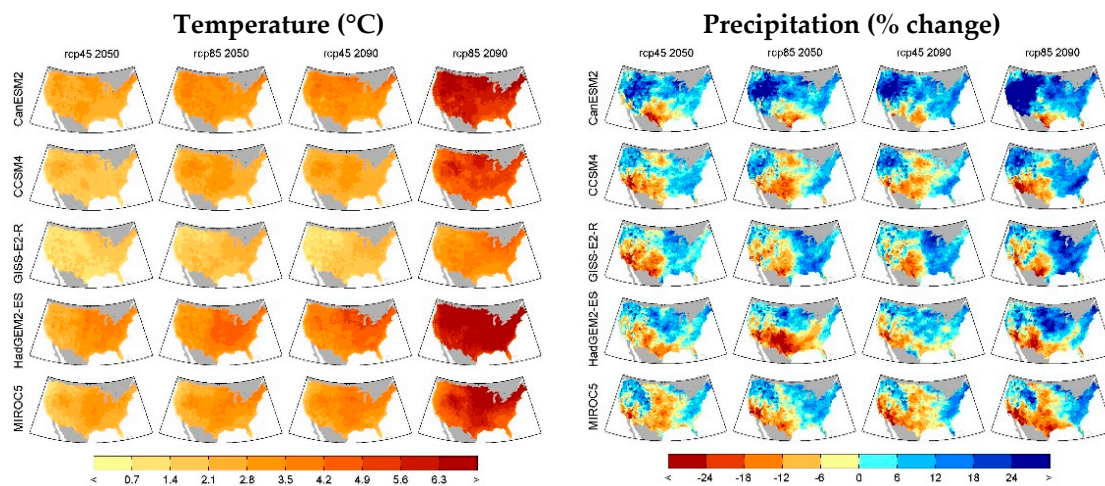 Temperature (°C)
rcp45 2050 rcp85 2050 rcp45 2090 rcp85 2090
CanESM2
CCSM4
GISS-E2-R
HadGEM2-ES
MIROC5
< 0.7 1.4 2.1 2.8 3.5 4.2 4.9 5.6 6.3 >
Precipitation (% change)
rcp45 2050 rcp85 2050 rcp45 2090 rcp85 2090
CanESM2
CCSM4
GISS-E2-R
HadGEM2-ES
MIROC5
< -24 -18 -12 -6 0 6 12 18 24 >